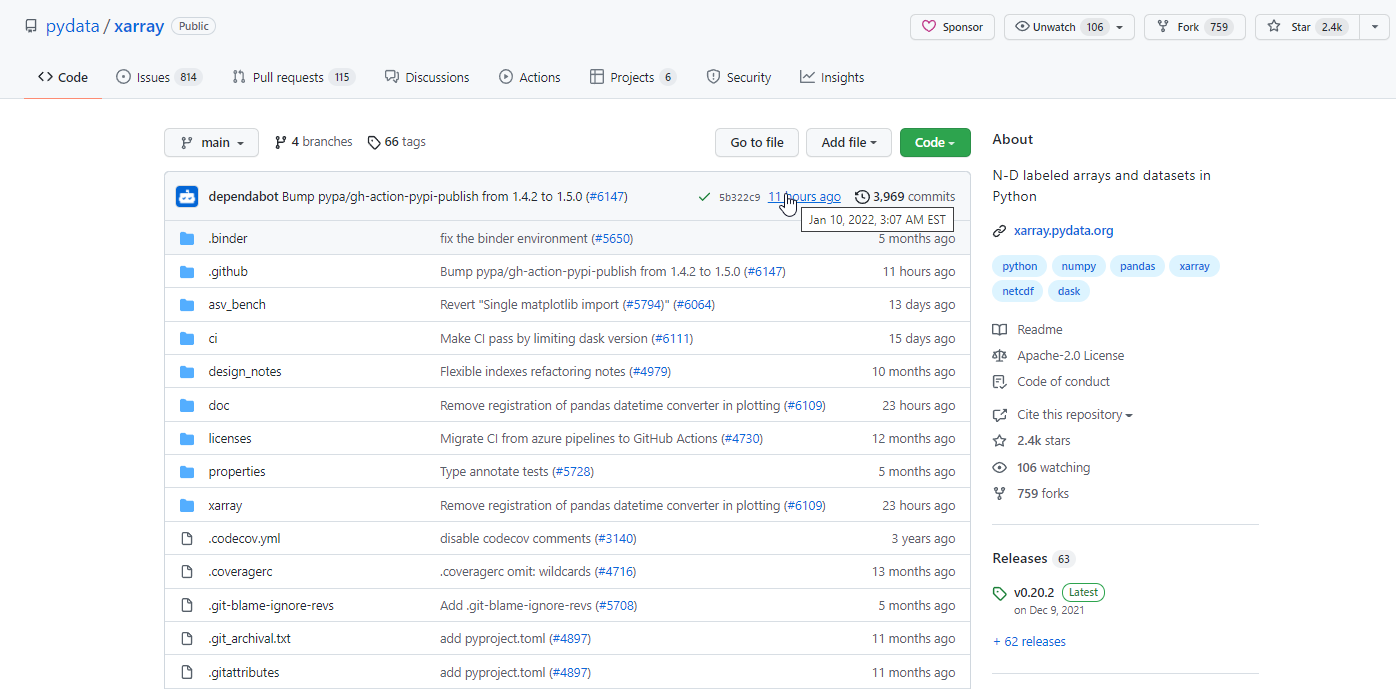 pydata / xarray Public Sponsor Unwatch 106 Fork 759 Star 2.4k
Code Issues 814 Pull requests 115 Discussions Actions Projects 6 Security Insights
main 4 branches 66 tags Go to file Add file Code
dependabot Bump pypa/gh-action-pypi-publish from 1.4.2 to 1.5.0 (#6147) 5b322c9 11 hours ago 3,969 commits
Jan 10, 2022, 3:07 AM EST
.binder fix the binder environment (#5650) 5 months ago
.github Bump pypa/gh-action-pypi-publish from 1.4.2 to 1.5.0 (#6147) 11 hours ago
asv_bench Revert "Single matplotlib import (#5794)" (#6064) 13 days ago
ci Make CI pass by limiting dask version (#6111) 15 days ago
design_notes Flexible indexes refactoring notes (#4979) 10 months ago
doc Remove registration of pandas datetime converter in plotting (#6109) 23 hours ago
licenses Migrate CI from azure pipelines to GitHub Actions (#4730) 12 months ago
properties Type annotate tests (#5728) 5 months ago
xarray Remove registration of pandas datetime converter in plotting (#6109) 23 hours ago
.codecov.yml disable codecov comments (#3140) 3 years ago
.coveragerc .coveragerc omit: wildcards (#4716) 13 months ago
.git-blame-ignore-revs Add .git-blame-ignore-revs (#5708) 5 months ago
.git_archival.txt add pyproject.toml (#4897) 11 months ago
.gitattributes add pyproject.toml (#4897) 11 months ago
About
N-D labeled arrays and datasets in
Python
xarray.pydata.org
python numpy pandas xarray
netcdf dask
Readme
Apache-2.0 License
Code of conduct
Cite this repository
2.4k stars
106 watching
759 forks
Releases 63
v0.20.2 Latest
on Dec 9, 2021
+ 62 releases